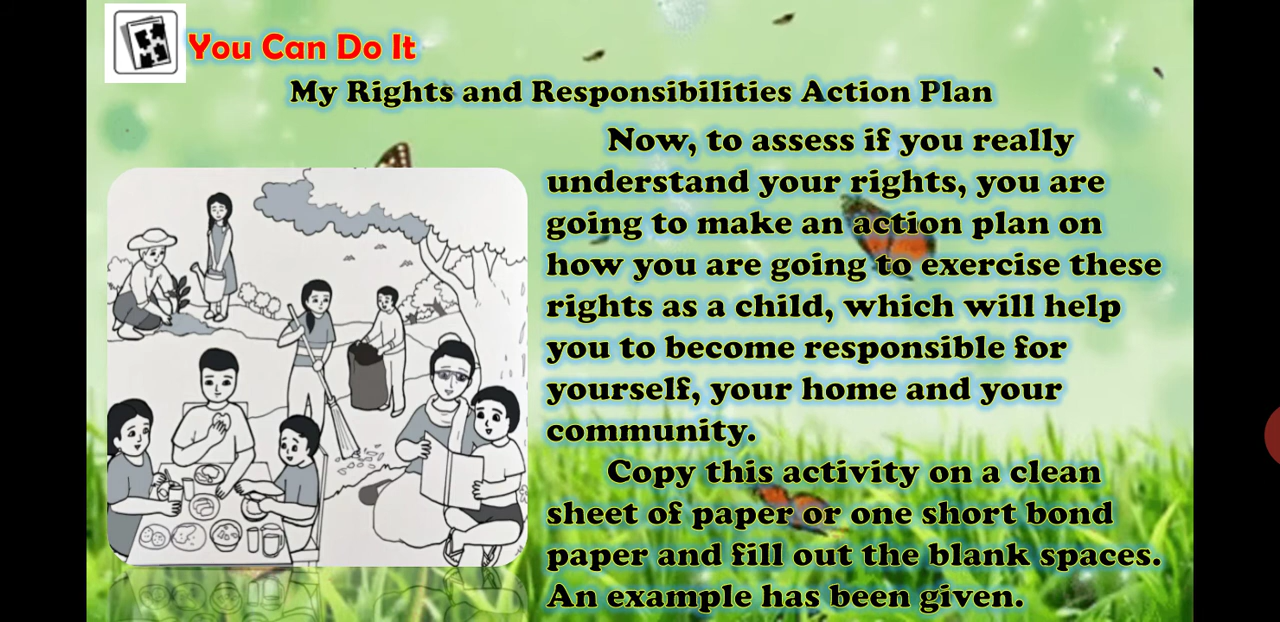 You Can Do It
My Rights and Responsibilities Action Plan
Now, to assess if you really
understand your rights, you are
going to make an action plan on
how you are going to exercise these
rights as a child, which will help
you to become responsible for
yourself, your home and your
community.
Copy this activity on a clean
sheet of paper or one short bond
paper and fill out the blank spaces.
An example has been given.